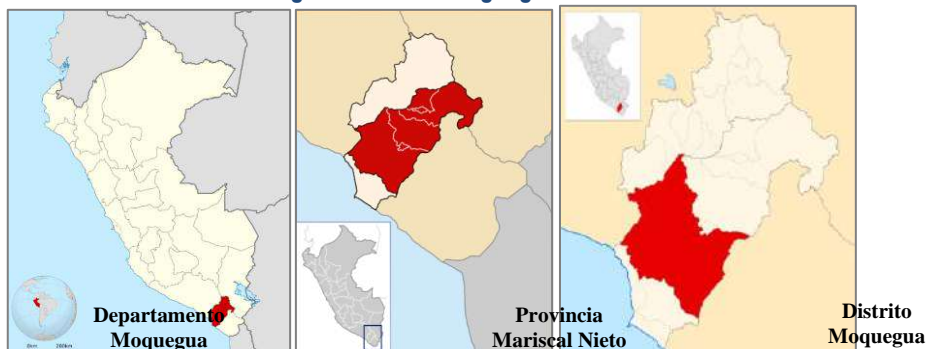 Departamento
Moquegua
Provincia
Mariscal Nieto
Distrito
Moquegua